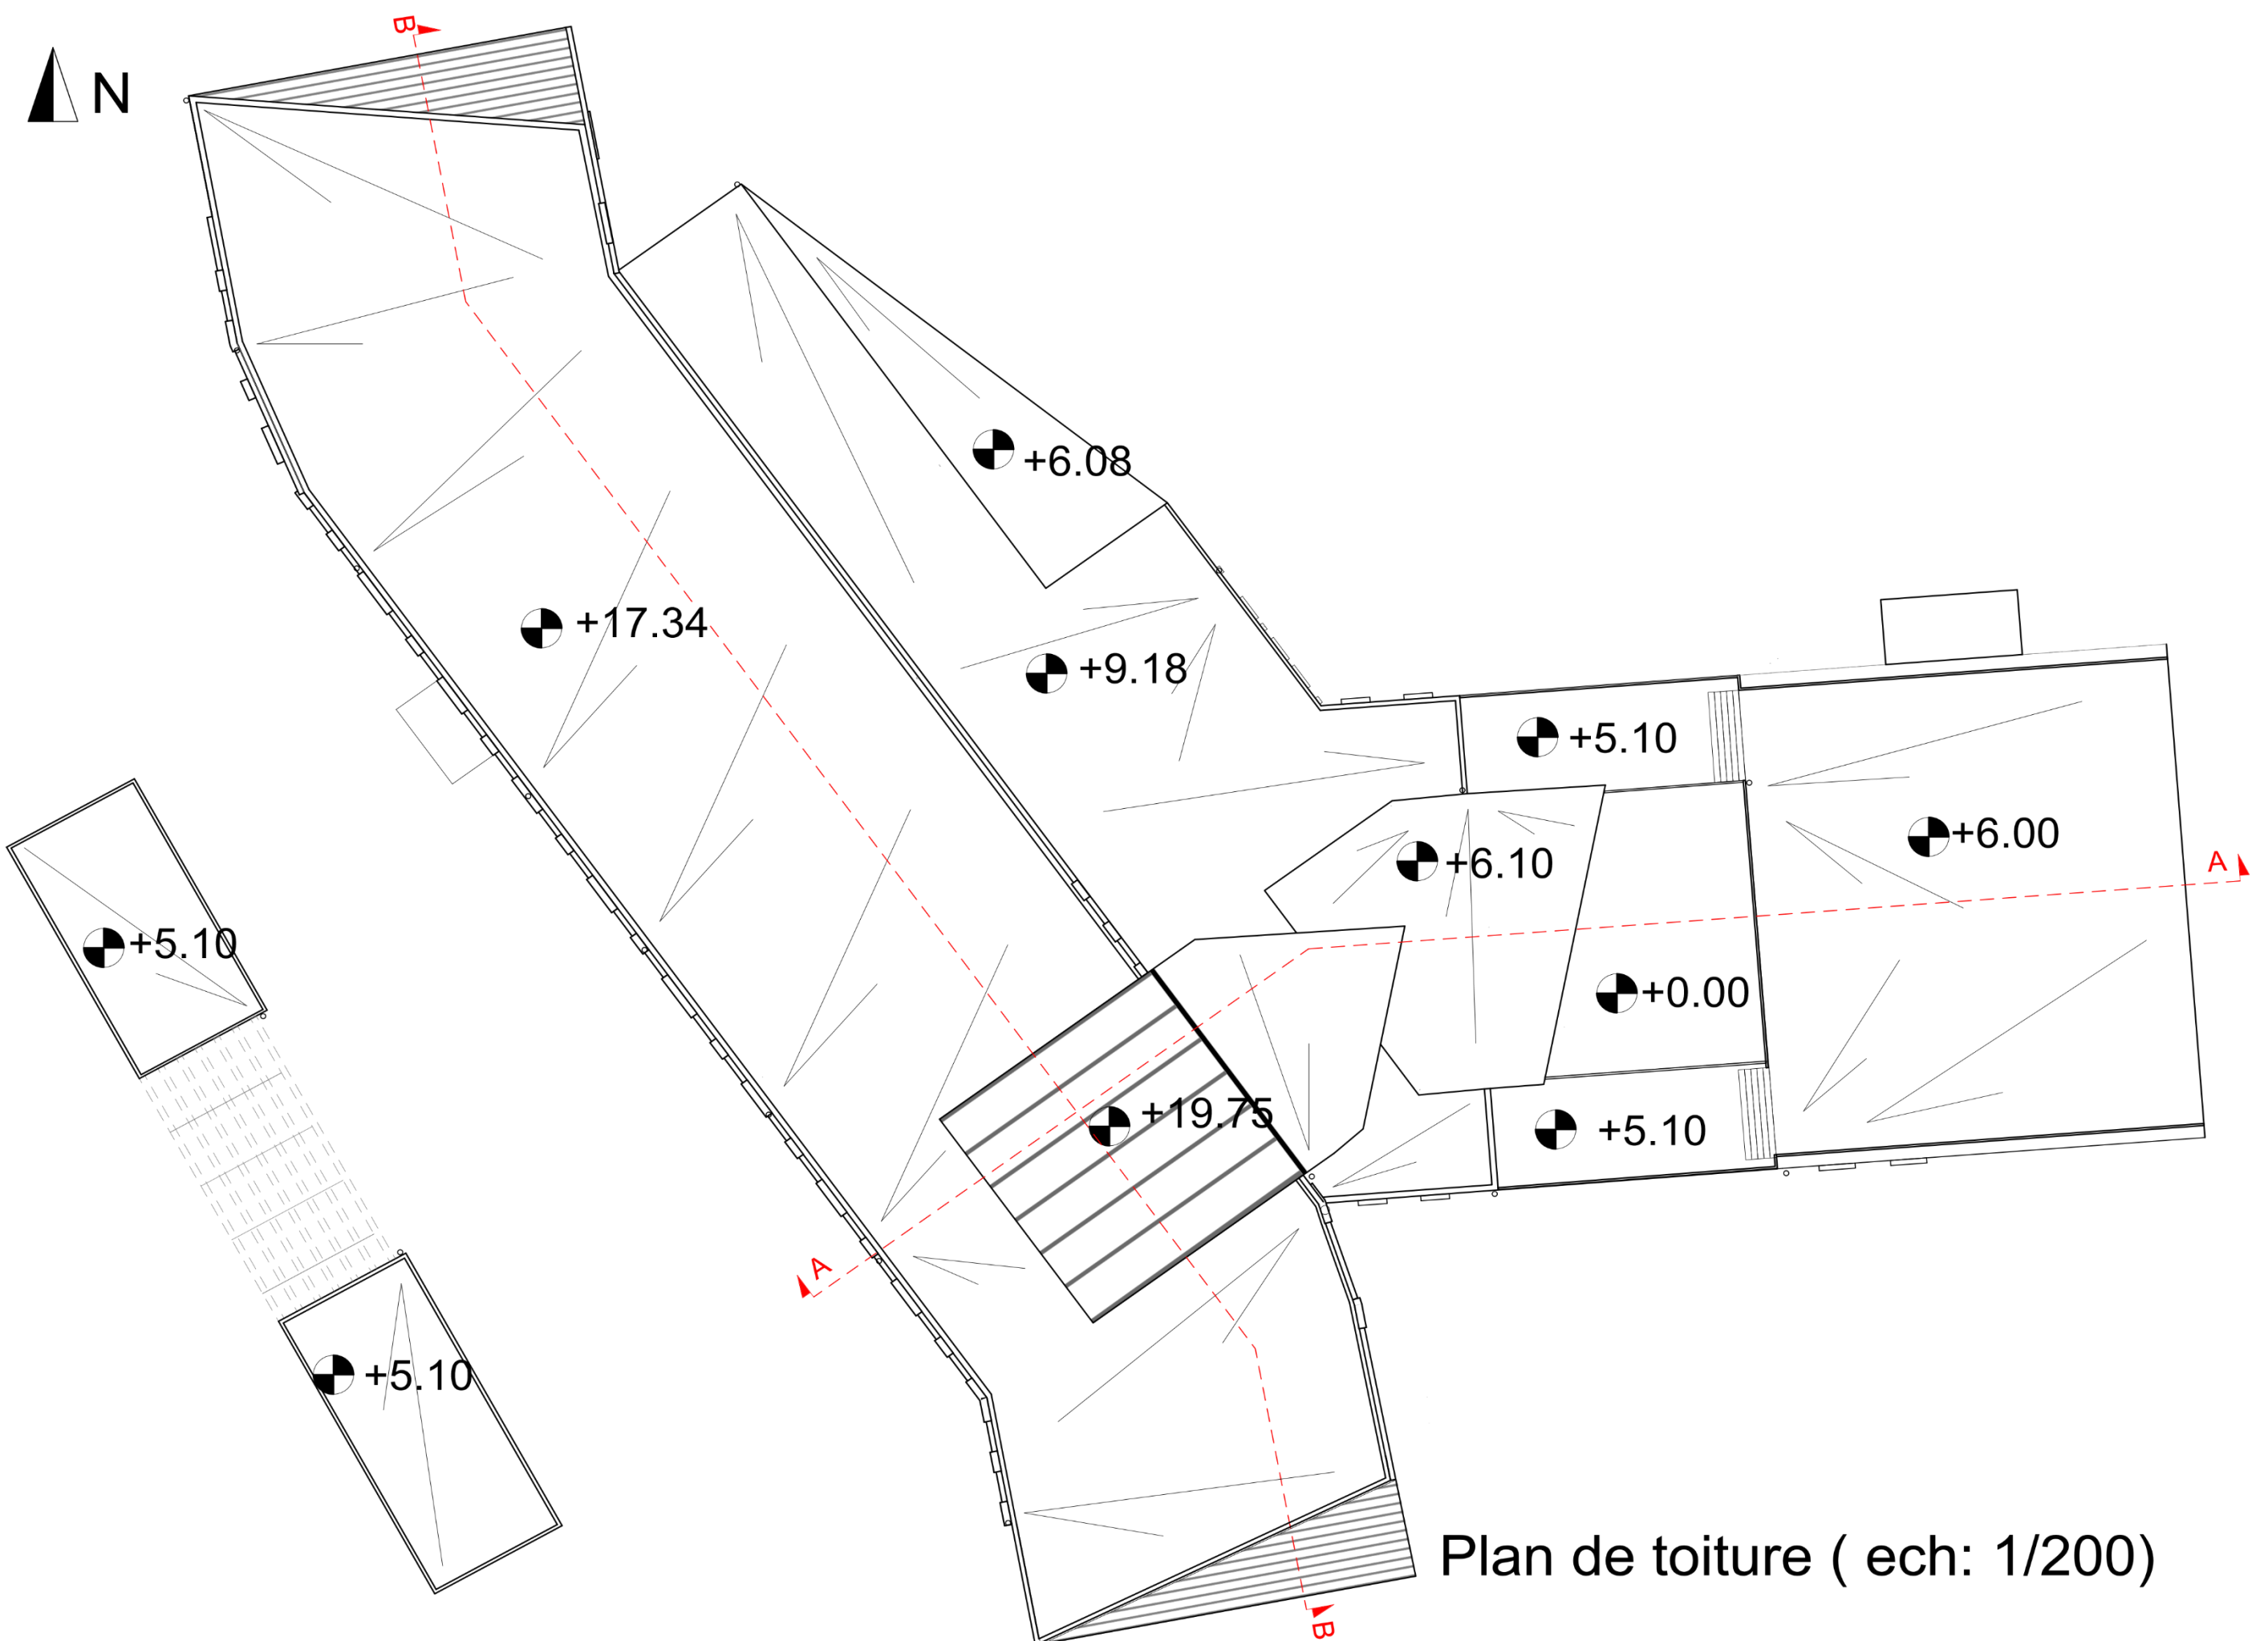 B
N
+6.08
+17.34
+9.18
+5.10
+6.00
+6.10
A
+5.10
+0.00
+19.75
+5.10
A
+5.10
Plan de toiture ( ech: 1/200)
B